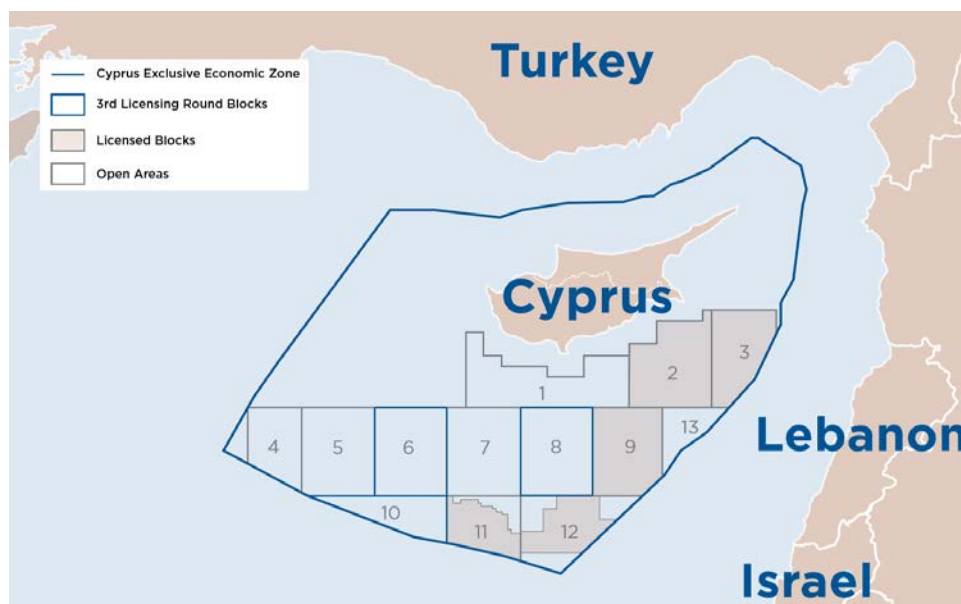 Turkey
Cyprus Exclusive Economic Zone
3rd Licensing Round Blocks
Licensed Blocks
Open Areas
Cyprus
3
2
1
13
4
5
6
7
8
9
Lebanon
10
11
12
Israel